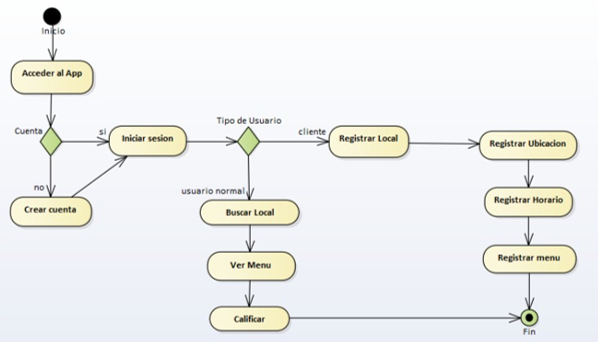 Inicio
Acceder al App
Cuenta
si
Iniciar sesion
Tipo de Usuario
cliente
Registrar Local
Registrar Ubicacion
no
Crear cuenta
usuario normal
Buscar Local
Registrar Horario
Ver Menu
Registrar menu
Calificar
Fin